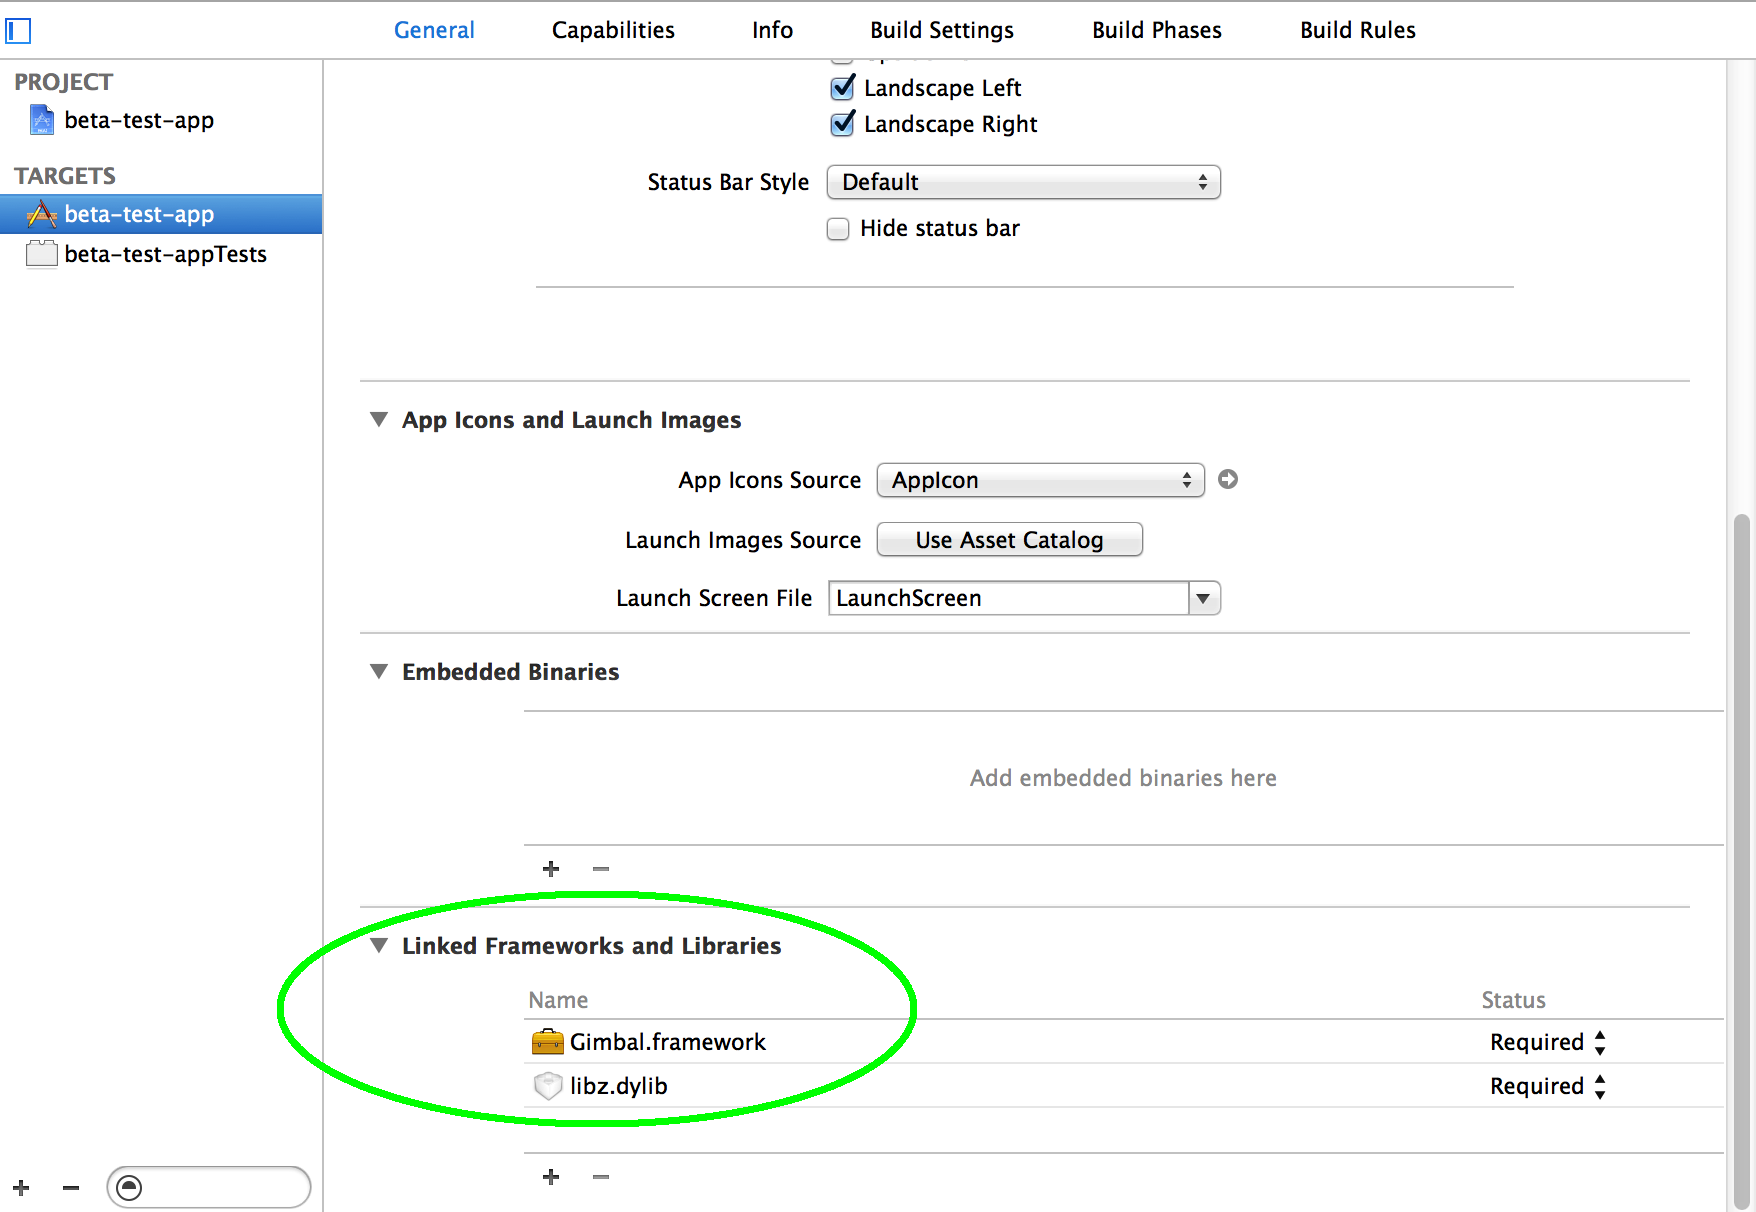 General Capabilities Info Build Settings Build Phases Build Rules
PROJECT
beta-test-app
TARGETS
beta-test-app
beta-test-appTests
Landscape Left
Landscape Right
Status Bar Style Default
Hide status bar
App Icons and Launch Images
App Icons Source AppIcon
Launch Images Source Use Asset Catalog
Launch Screen File LaunchScreen
Embedded Binaries
Add embedded binaries here
Linked Frameworks and Libraries
Name Status
Gimbal.framework Required
libz.dylib Required